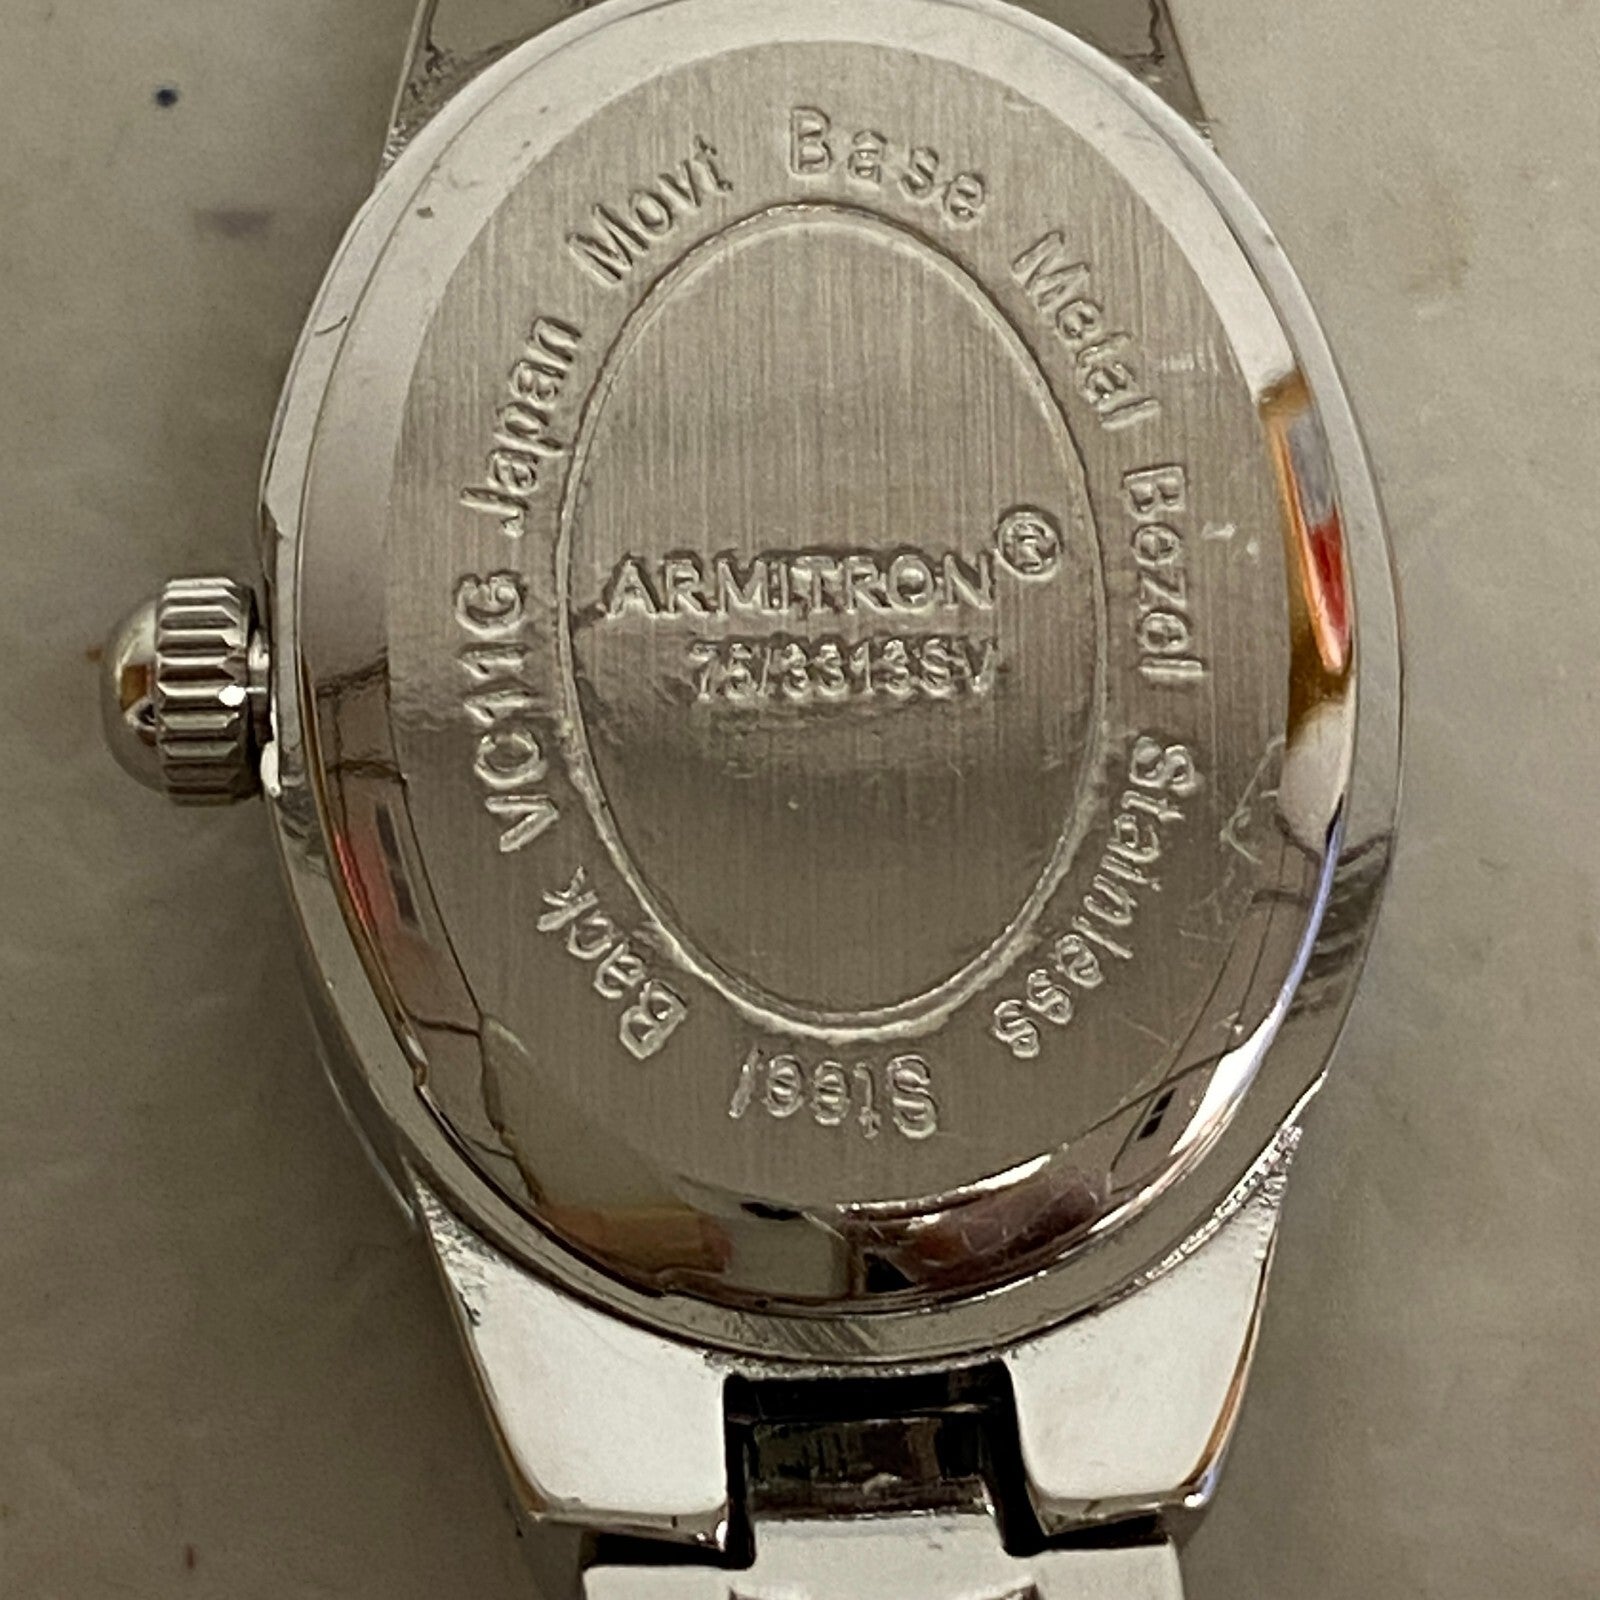 ARMITRON®
75/3313SV
Base Metal Bezel Stainless Steel Back VC11G Japan Movt